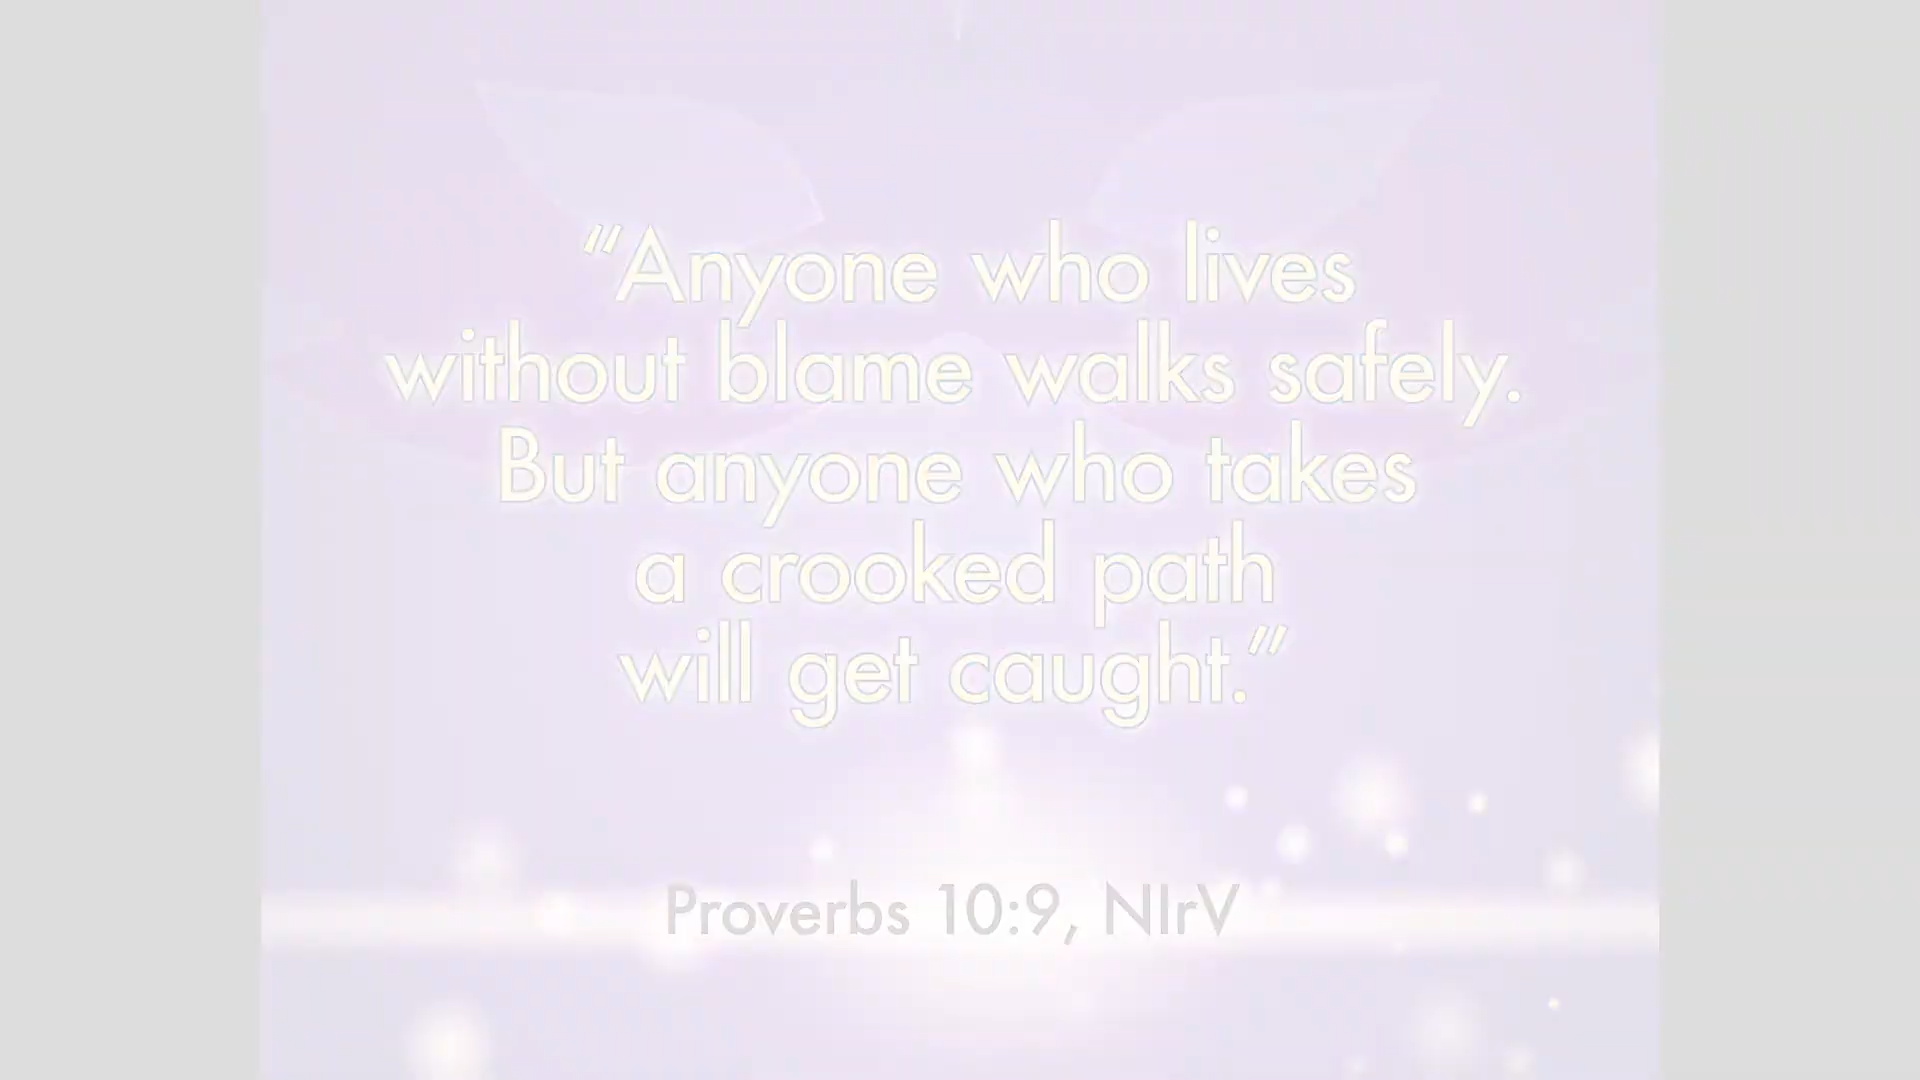 “Anyone who lives
without blame walks safely.
But anyone who takes
a crooked path
will get caught.”
Proverbs 10:9, NIrV